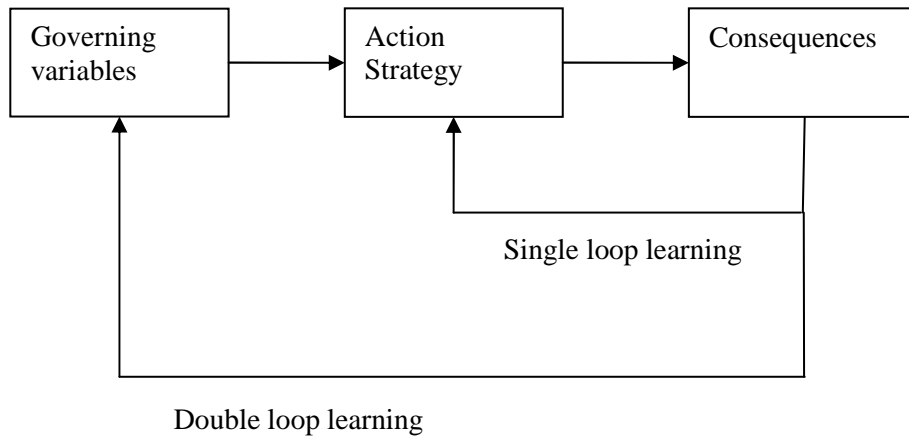 Governing
variables
Action
Strategy
Consequences
Single loop learning
Double loop learning